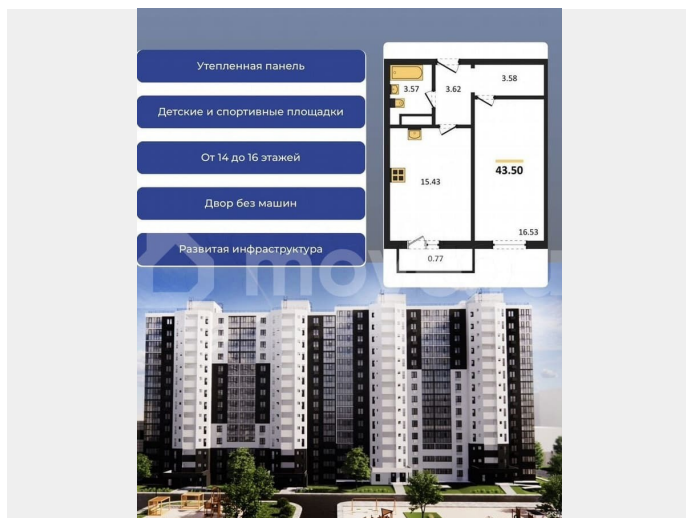 Утепленная панель
Детские и спортивные площадки
От 14 до 16 этажей
Двор без машин
Развитая инфраструктура
3.57
3.62
3.58
43.50
15.43
16.53
0.77